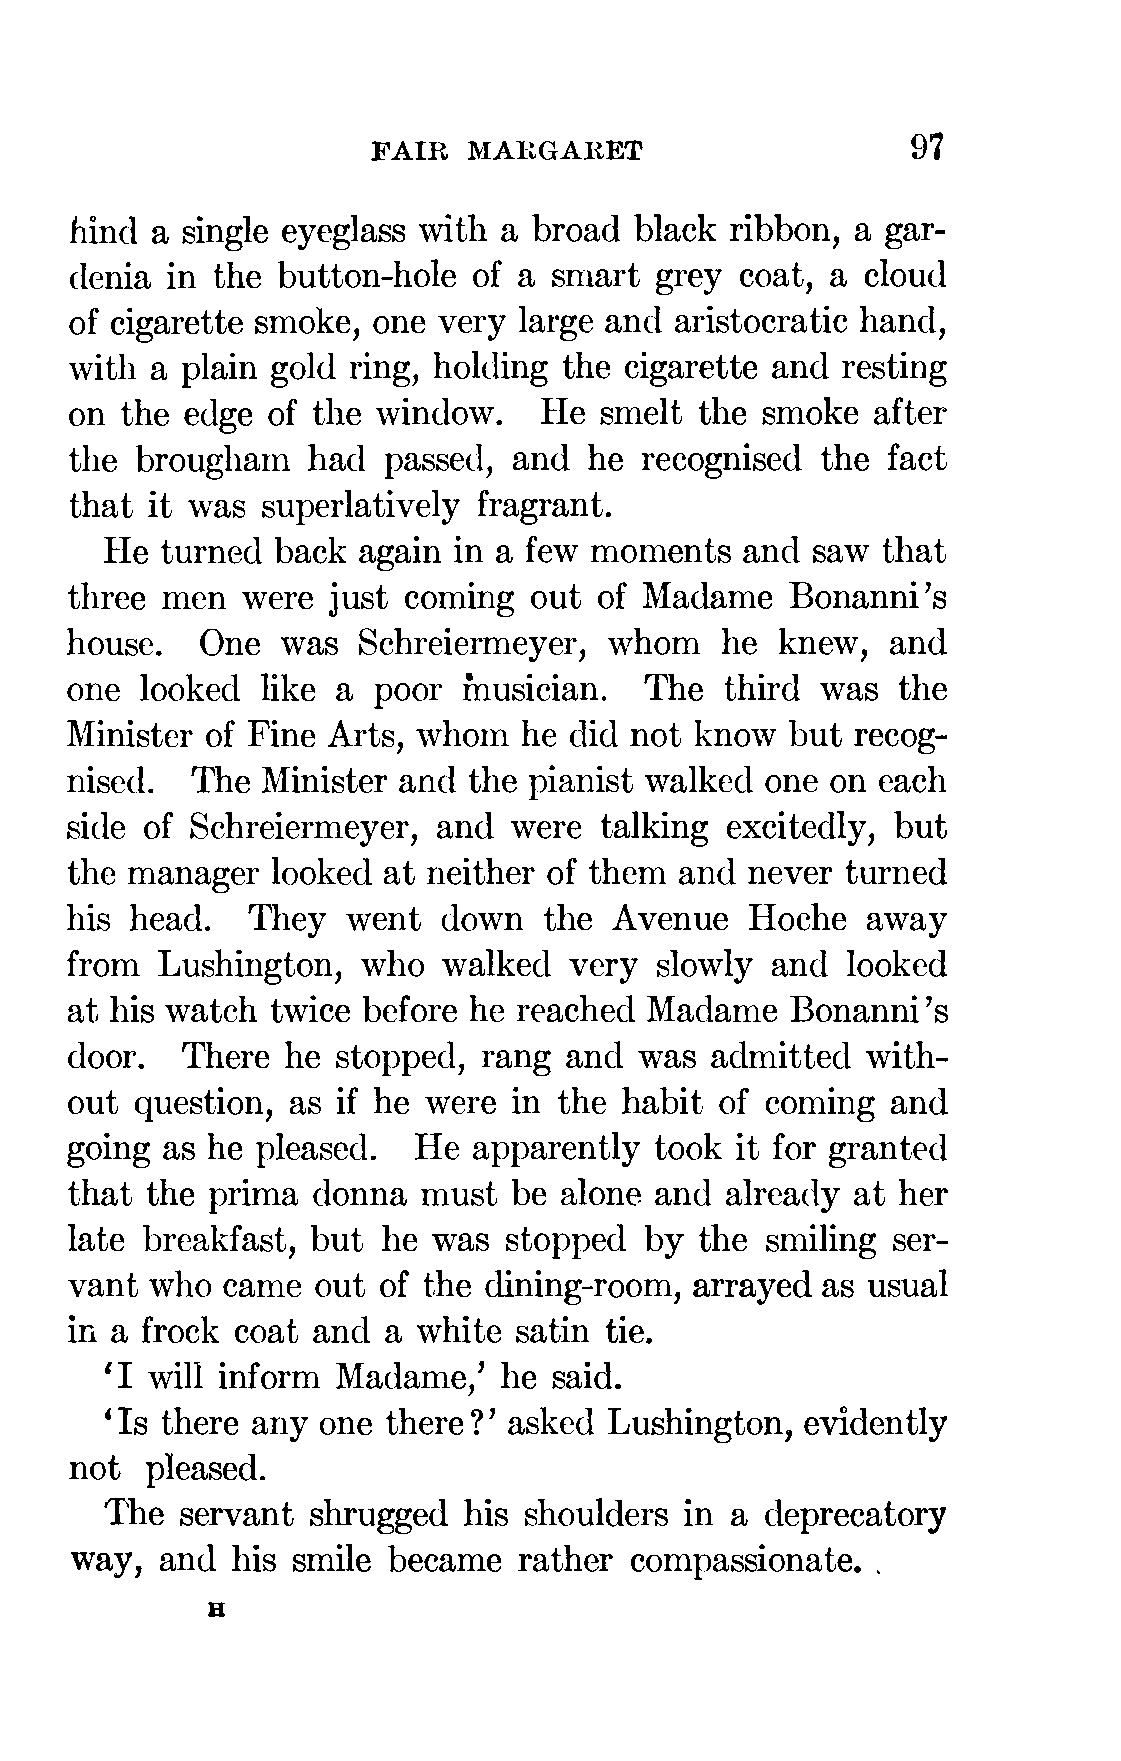 FAIR MARGARET 97
hind a single eyeglass with a broad black ribbon, a gar-
denia in the button-hole of a smart grey coat, a cloud
of cigarette smoke, one very large and aristocratic hand,
with a plain gold ring, holding the cigarette and resting
on the edge of the window. He smelt the smoke after
the brougham had passed, and he recognised the fact
that it was superlatively fragrant.
He turned back again in a few moments and saw that
three men were just coming out of Madame Bonanni's
house. One was Schreiermeyer, whom he knew, and
one looked like a poor musician. The third was the
Minister of Fine Arts, whom he did not know but recog-
nised. The Minister and the pianist walked one on each
side of Schreiermeyer, and were talking excitedly, but
the manager looked at neither of them and never turned
his head. They went down the Avenue Hoche away
from Lushington, who walked very slowly and looked
at his watch twice before he reached Madame Bonanni's
door. There he stopped, rang and was admitted with-
out question, as if he were in the habit of coming and
going as he pleased. He apparently took it for granted
that the prima donna must be alone and already at her
late breakfast, but he was stopped by the smiling ser-
vant who came out of the dining-room, arrayed as usual
in a frock coat and a white satin tie.
'I will inform Madame,' he said.
'Is there any one there?' asked Lushington, evidently
not pleased.
The servant shrugged his shoulders in a deprecatory
way, and his smile became rather compassionate.
H